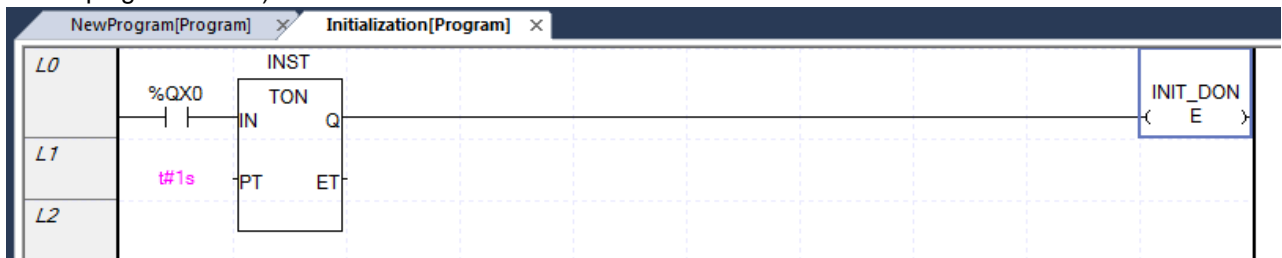 NewProgram[Program] × Initialization[Program] ×
L0
INST
%QX0
TON
INIT_DON
E
IN Q
L1
t#1s
PT ET
L2